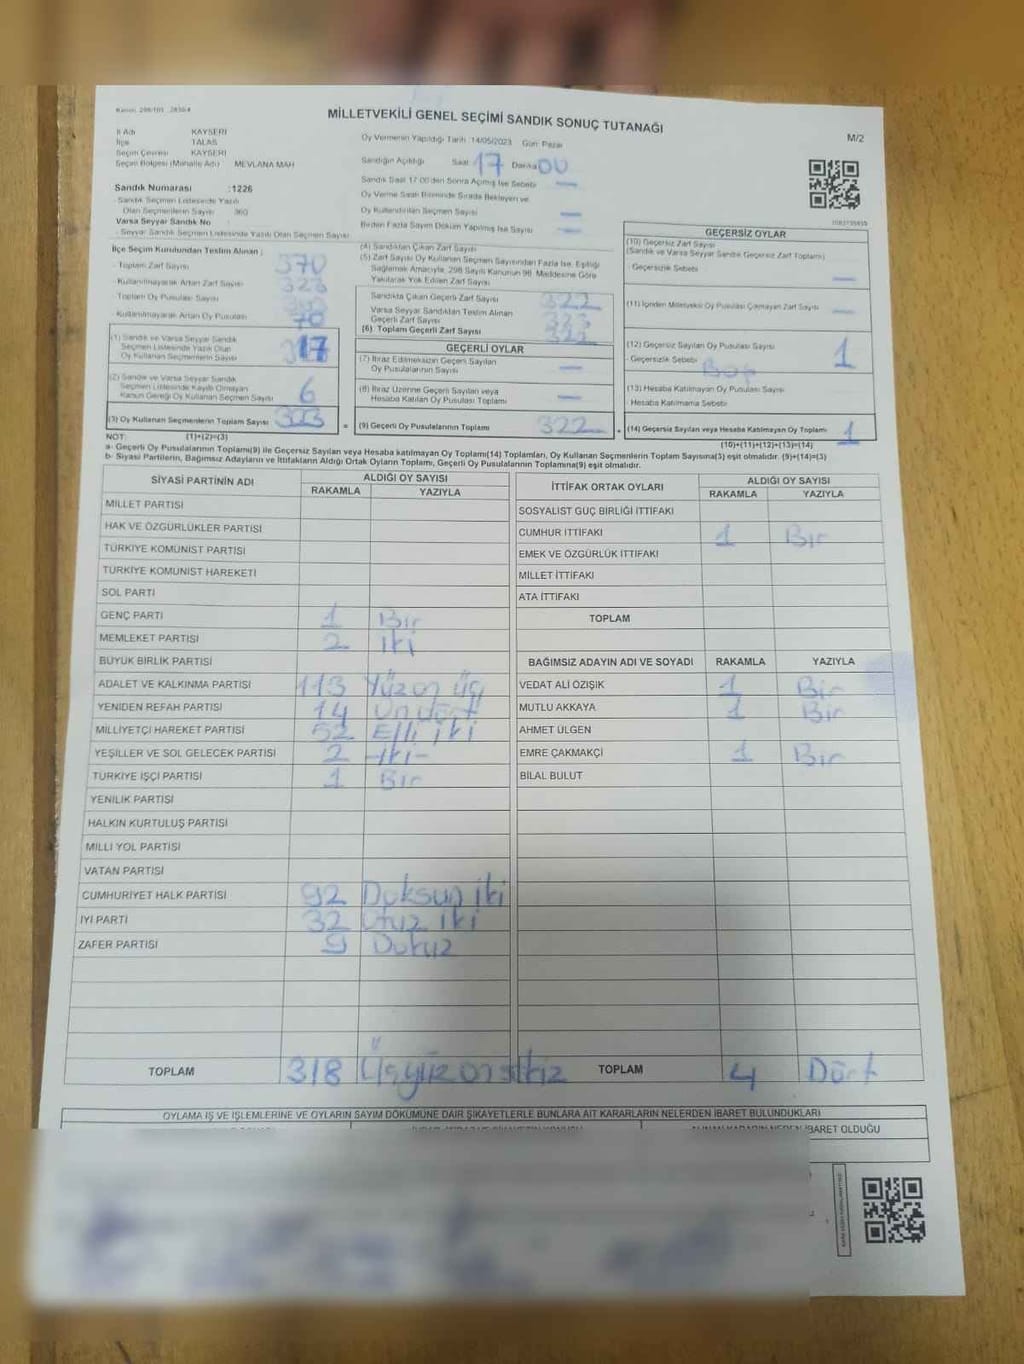 MİLLETVEKİLİ GENEL SEÇİMİ SANDIK SONUÇ TUTANAĞI
M/2
İl Adı KAYSERİ
İlçe TALAS
Seçim Çevresi KAYSERİ
Seçim Bölgesi (Mahalle Adı) MEVLANA MAH
Sandık Numarası :1226
Sandık Seçmen Listesinde Yazılı
Olan Seçmenlerin Sayısı 360
Varsa Seyyar Sandık No
Seyyar Sandık Seçmen Listesinde Yazılı Olan Seçmen Sayısı
İlçe Seçim Kurulundan Teslim Alınan ;
Toplam Zarf Sayısı 370
Kullanılmayarak Artan Zarf Sayısı
Toplam Oy Pusulası Sayısı
Kullanılmayarak Artan Oy Pusulası
(1) Sandık ve Varsa Seyyar Sandık
Seçmen Listesinde Yazılı Olup
Oy Kullanan Seçmenlerin Sayısı 317
(2) Sandık ve Varsa Seyyar Sandık
Seçmen Listesinde Kayıtlı Olmayan
Kanun Gereği Oy Kullanan Seçmen Sayısı 6
(3) Oy Kullanan Seçmenlerin Toplam Sayısı 323
Oy Vermenin Yapıldığı Tarih 14/05/2023 Gün Pazar
Sandığın Açıldığı Saat 17 Dakika 00
Sandık Saat 17:00'den Sonra Açılmış İse Sebebi —
Oy Verme Saati Bitiminde Sırada Bekleyen ve
Oy Kullandırılan Seçmen Sayısı —
Birden Fazla Sayım Döküm Yapılmış İse Sayısı —
(4) Sandıktan Çıkan Zarf Sayısı
(5) Zarf Sayısı Oy Kullanan Seçmen Sayısından Fazla İse, Eşitliği
Sağlamak Amacıyla, 298 Sayılı Kanunun 98. Maddesine Göre
Yakılarak Yok Edilen Zarf Sayısı
Sandıkta Çıkan Geçerli Zarf Sayısı 322
Varsa Seyyar Sandıktan Teslim Alınan
Geçerli Zarf Sayısı
(6) Toplam Geçerli Zarf Sayısı
GEÇERLİ OYLAR
(7) İtiraz Edilmeksizin Geçerli Sayılan
Oy Pusulalarının Sayısı —
(8) İtiraz Üzerine Geçerli Sayılan veya
Hesaba Katılan Oy Pusulası Toplamı —
= (9) Geçerli Oy Pusulalarının Toplamı 322 +
GEÇERSİZ OYLAR
(10) Geçersiz Zarf Sayısı
(Sandık ve Varsa Seyyar Sandık Geçersiz Zarf Toplamı)
Geçersizlik Sebebi —
(11) İçinden Milletvekili Oy Pusulası Çıkmayan Zarf Sayısı —
(12) Geçersiz Sayılan Oy Pusulası Sayısı 1
Geçersizlik Sebebi
(13) Hesaba Katılmayan Oy Pusulası Sayısı
Hesaba Katılmama Sebebi
(14) Geçersiz Sayılan veya Hesaba Katılmayan Oy Toplamı 1
(10)+(11)+(12)+(13)=(14)
NOT: (1)+(2)=(3)
a- Geçerli Oy Pusulalarının Toplamı(9) ile Geçersiz Sayılan veya Hesaba katılmayan Oy Toplamı(14) Toplamları, Oy Kullanan Seçmenlerin Toplam Sayısına(3) eşit olmalıdır. (9)+(14)=(3)
b- Siyasi Partilerin, Bağımsız Adayların ve İttifakların Aldığı Ortak Oyların Toplamı, Geçerli Oy Pusulalarının Toplamına(9) eşit olmalıdır.
SİYASİ PARTİNİN ADI ALDIĞI OY SAYISI
RAKAMLA YAZIYLA
MİLLET PARTİSİ
HAK VE ÖZGÜRLÜKLER PARTİSİ
TÜRKİYE KOMÜNİST PARTİSİ
TÜRKİYE KOMÜNİST HAREKETİ
SOL PARTİ
GENÇ PARTİ 1 Bir
MEMLEKET PARTİSİ 2 İki
BÜYÜK BİRLİK PARTİSİ
ADALET VE KALKINMA PARTİSİ 113 Yüzon üç
YENİDEN REFAH PARTİSİ 14 Ondört
MİLLİYETÇİ HAREKET PARTİSİ 52 Elli iki
YEŞİLLER VE SOL GELECEK PARTİSİ 2 -İki-
TÜRKİYE İŞÇİ PARTİSİ 1 Bir
YENİLİK PARTİSİ
HALKIN KURTULUŞ PARTİSİ
MİLLİ YOL PARTİSİ
VATAN PARTİSİ
CUMHURİYET HALK PARTİSİ 92 Doksan iki
İYİ PARTİ 32 Otuz iki
ZAFER PARTİSİ 9 Dokuz
TOPLAM 318 Üçyüzonsekiz
İTTİFAK ORTAK OYLARI ALDIĞI OY SAYISI
RAKAMLA YAZIYLA
SOSYALİST GÜÇ BİRLİĞİ İTTİFAKI
CUMHUR İTTİFAKI 1 Bir
EMEK VE ÖZGÜRLÜK İTTİFAKI
MİLLET İTTİFAKI
ATA İTTİFAKI
TOPLAM
BAĞIMSIZ ADAYIN ADI VE SOYADI RAKAMLA YAZIYLA
VEDAT ALİ ÖZIŞIK 1 Bir
MUTLU AKKAYA 1 Bir
AHMET ÜLGEN
EMRE ÇAKMAKÇİ 1 Bir
BİLAL BULUT
TOPLAM 4 Dört
OYLAMA İŞ VE İŞLEMLERİNE VE OYLARIN SAYIM DÖKÜMÜNE DAİR ŞİKAYETLERLE BUNLARA AİT KARARLARIN NELERDEN İBARET BULUNDUKLARI
İBARET OLDUĞU